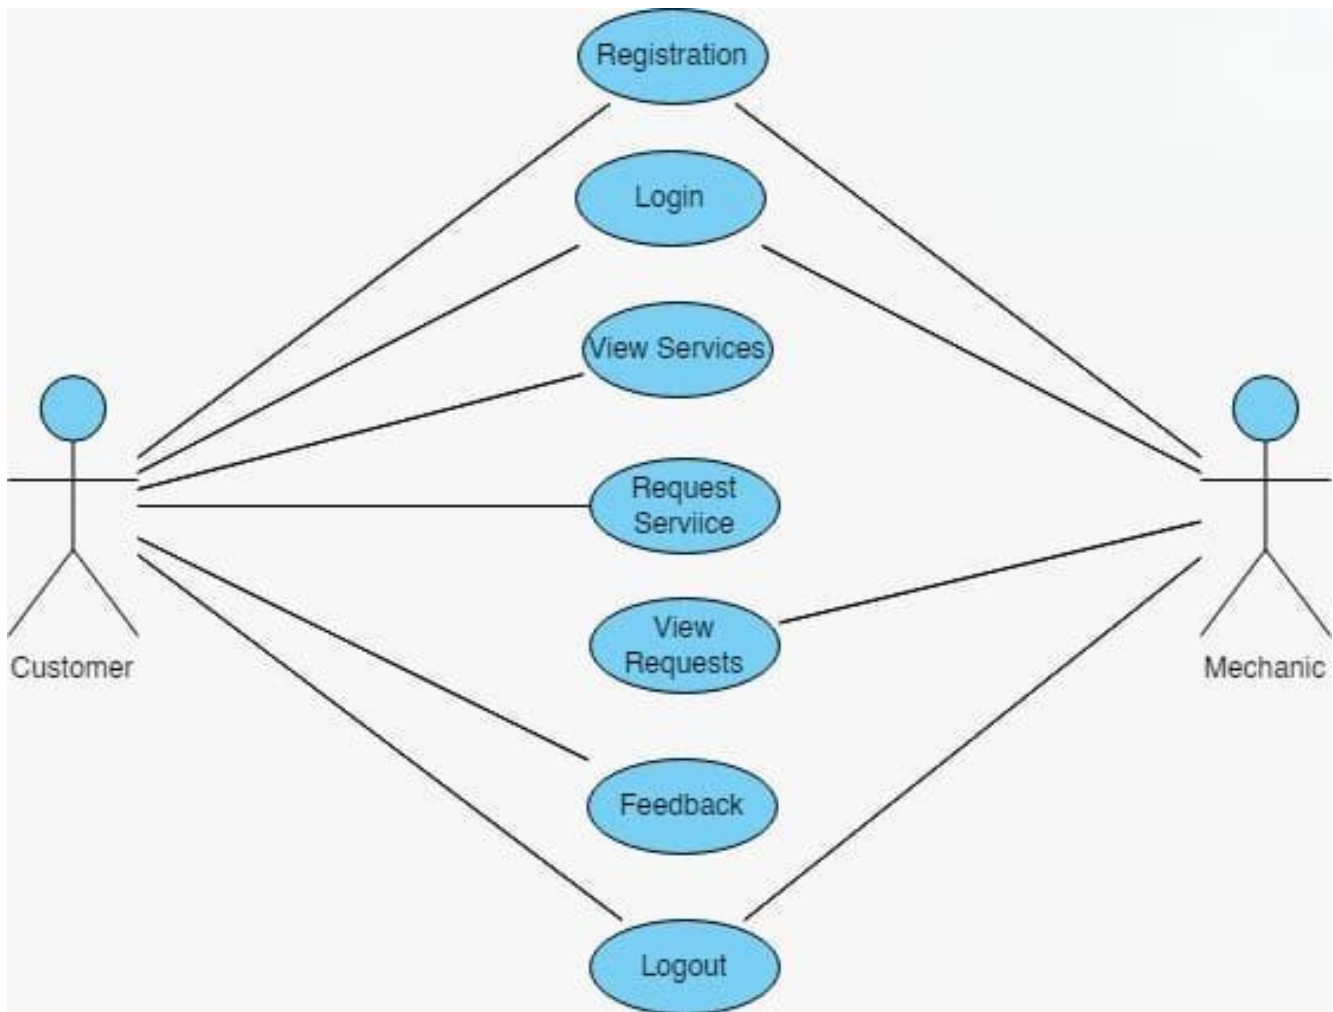 Registration
Login
View Services
Request
Serviice
View
Requests
Customer
Mechanic
Feedback
Logout